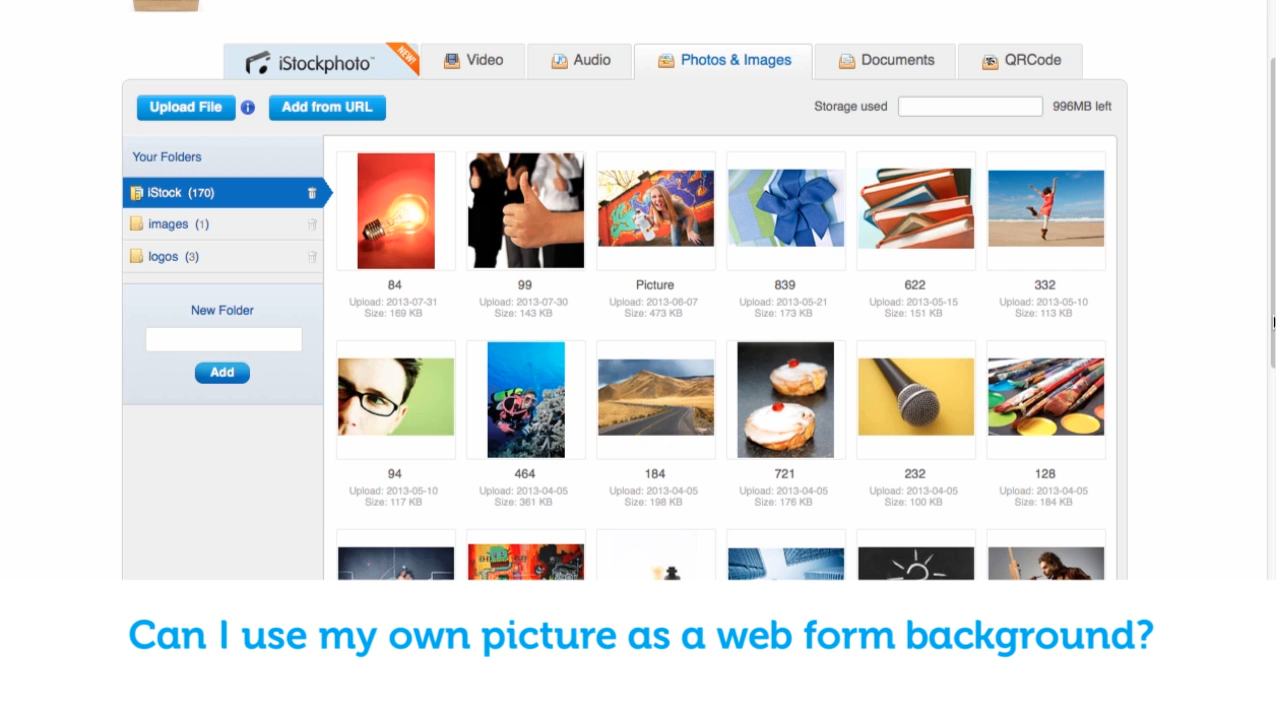 iStockphoto™ NEW! Video Audio Photos & Images Documents QRCode
Upload File i Add from URL Storage used 996MB left
Your Folders
iStock (170)
images (1)
logos (3)
New Folder
Add
84 99 Picture 839 622 332
Upload: 2013-07-31 Upload: 2013-07-30 Upload: 2013-06-07 Upload: 2013-05-21 Upload: 2013-05-15 Upload: 2013-05-10
Size: 169 KB Size: 143 KB Size: 473 KB Size: 173 KB Size: 151 KB Size: 113 KB
94 464 184 721 232 128
Upload: 2013-05-10 Upload: 2013-04-05 Upload: 2013-04-05 Upload: 2013-04-05 Upload: 2013-04-05 Upload: 2013-04-05
Size: 117 KB Size: 361 KB Size: 198 KB Size: 176 KB Size: 100 KB Size: 184 KB
Can I use my own picture as a web form background?